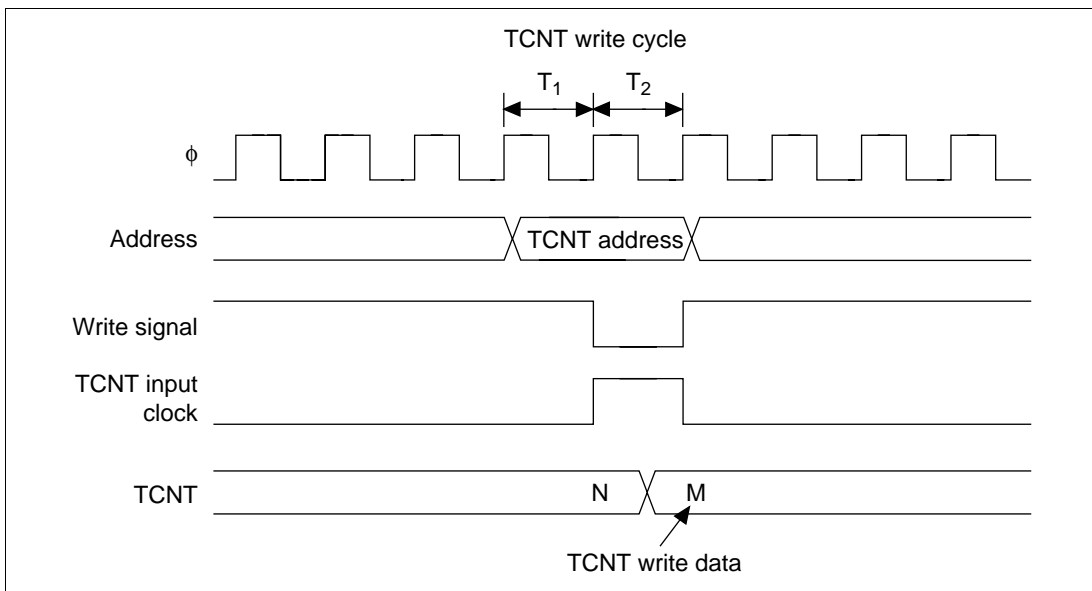 TCNT write cycle
T1 T2
ϕ
Address
TCNT address
Write signal
TCNT input
clock
TCNT
N
M
TCNT write data